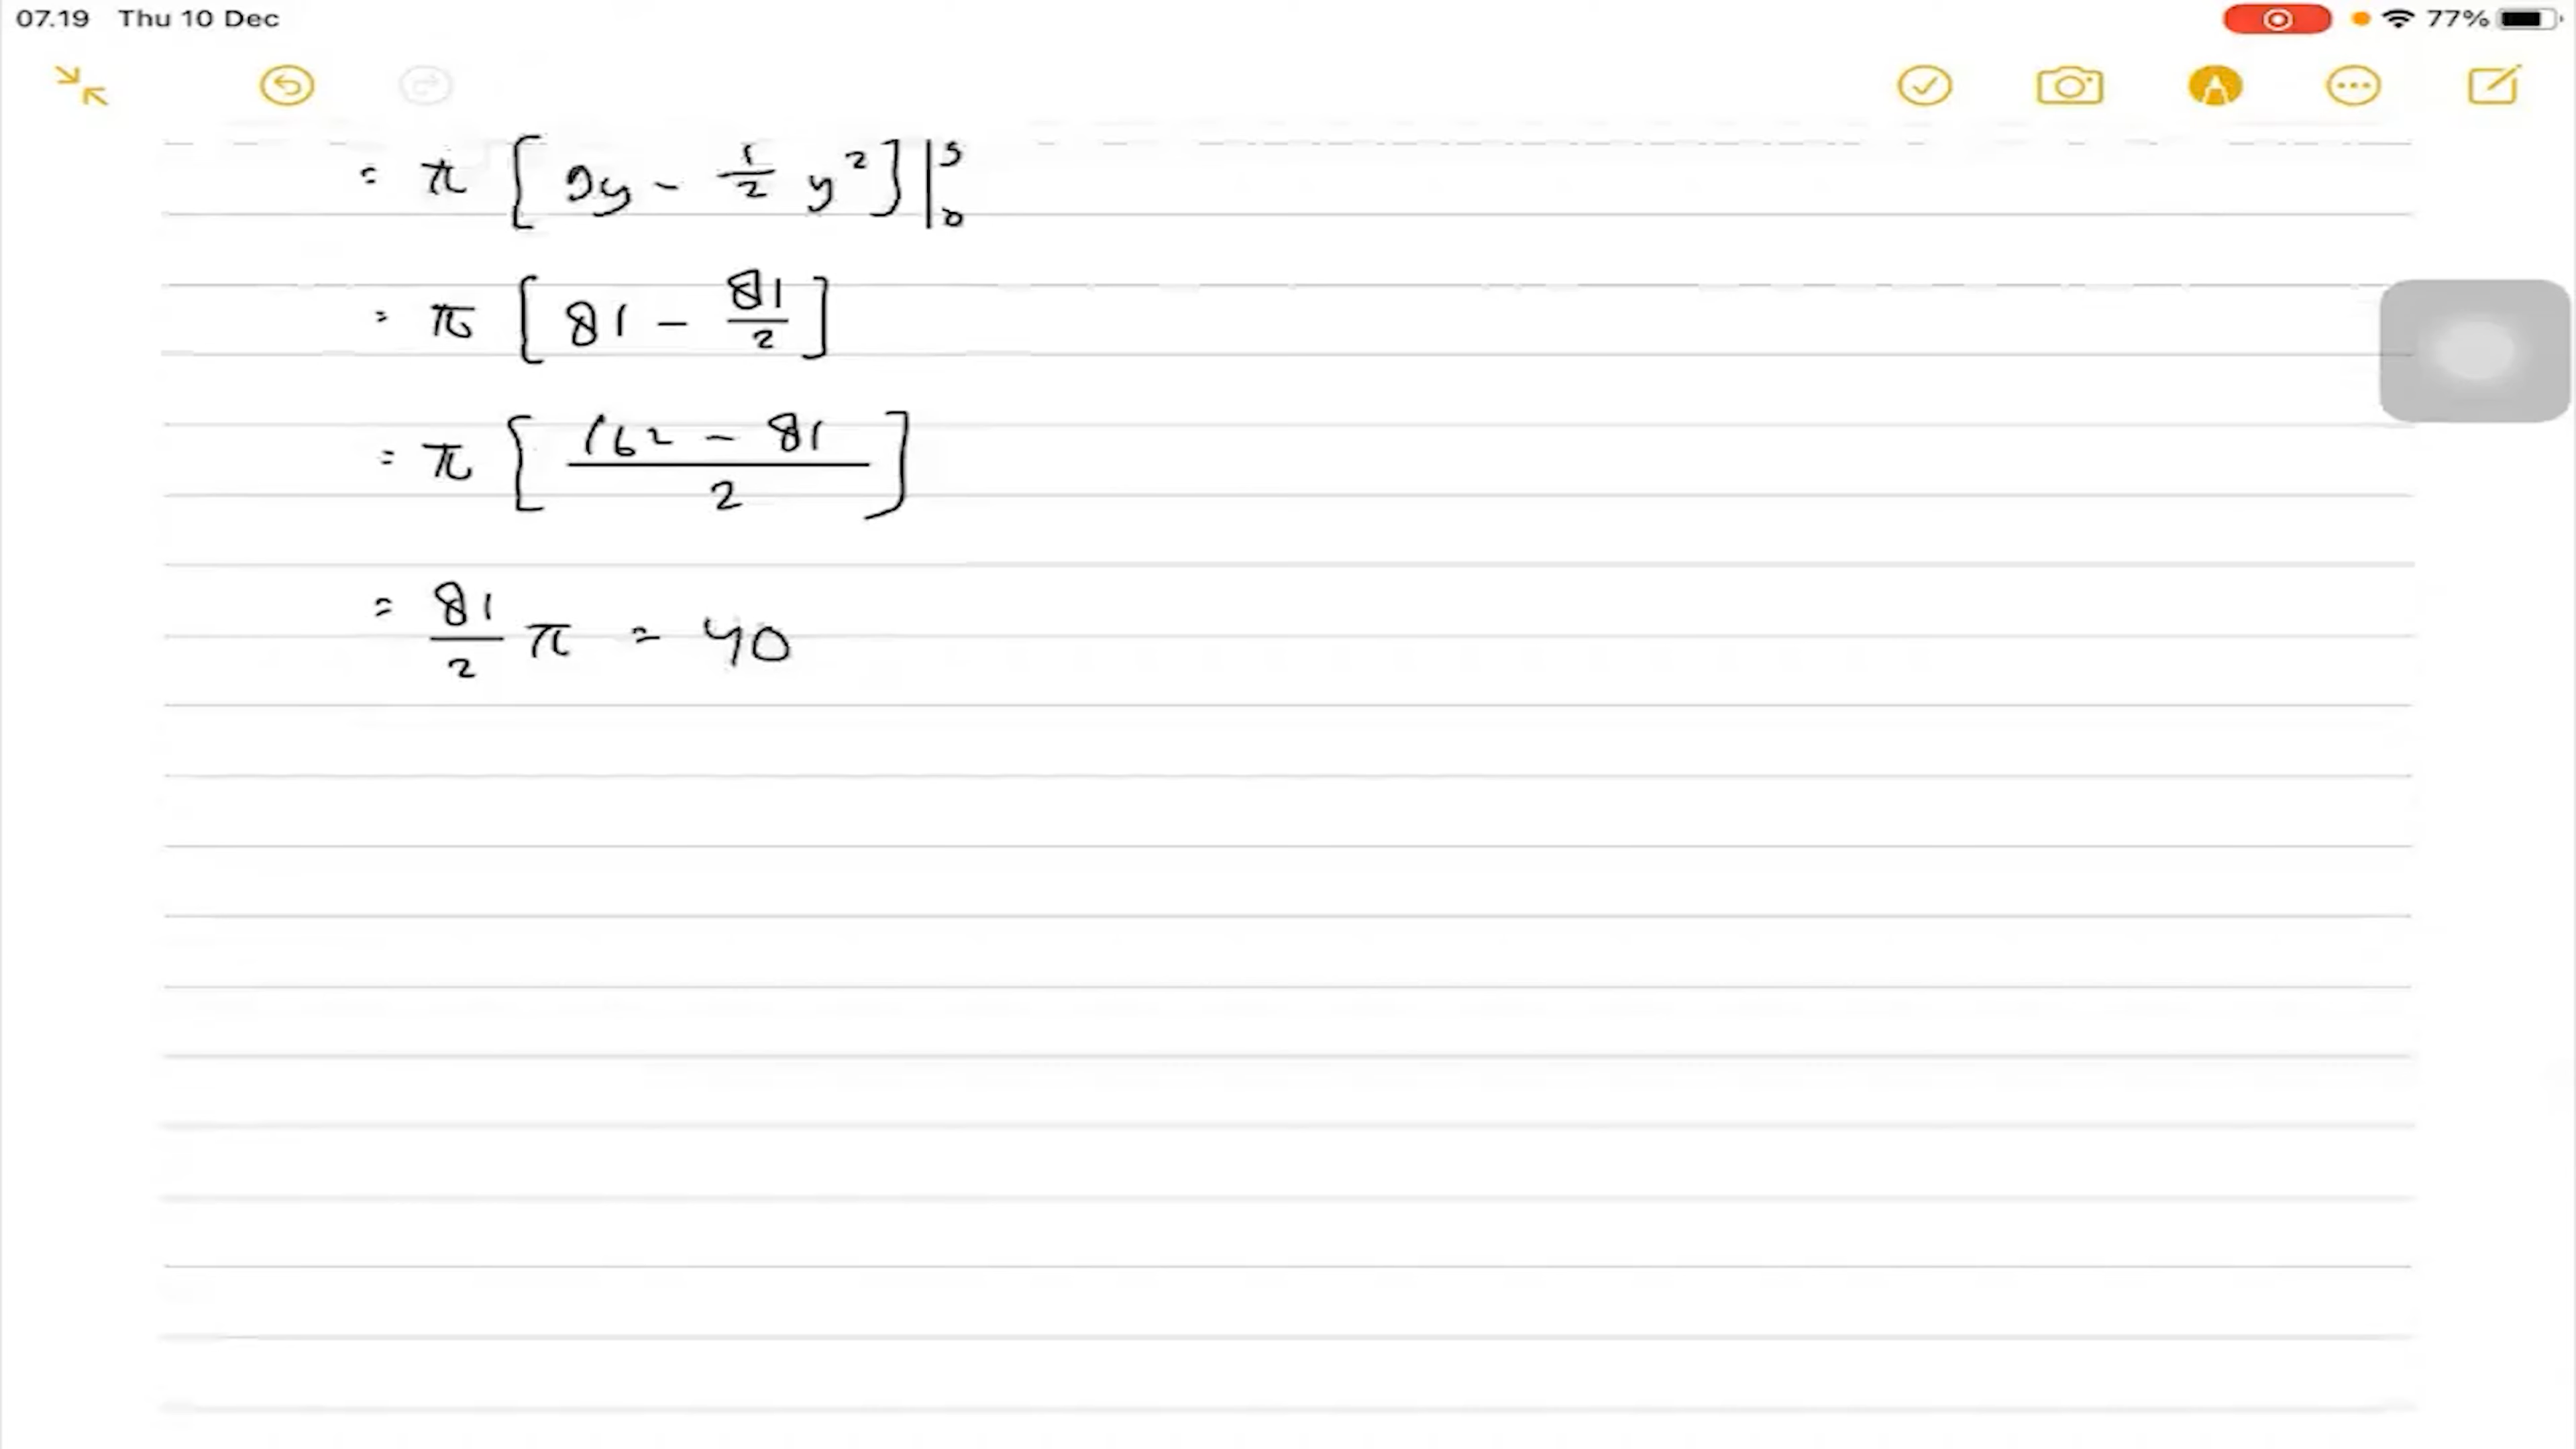 07.19 Thu 10 Dec 77%
= π [ 9y - 1/2 y² ] |⁹₀
= π [ 81 - 81/2 ]
= π [ (162 - 81)/2 ]
= 81/2 π = 40